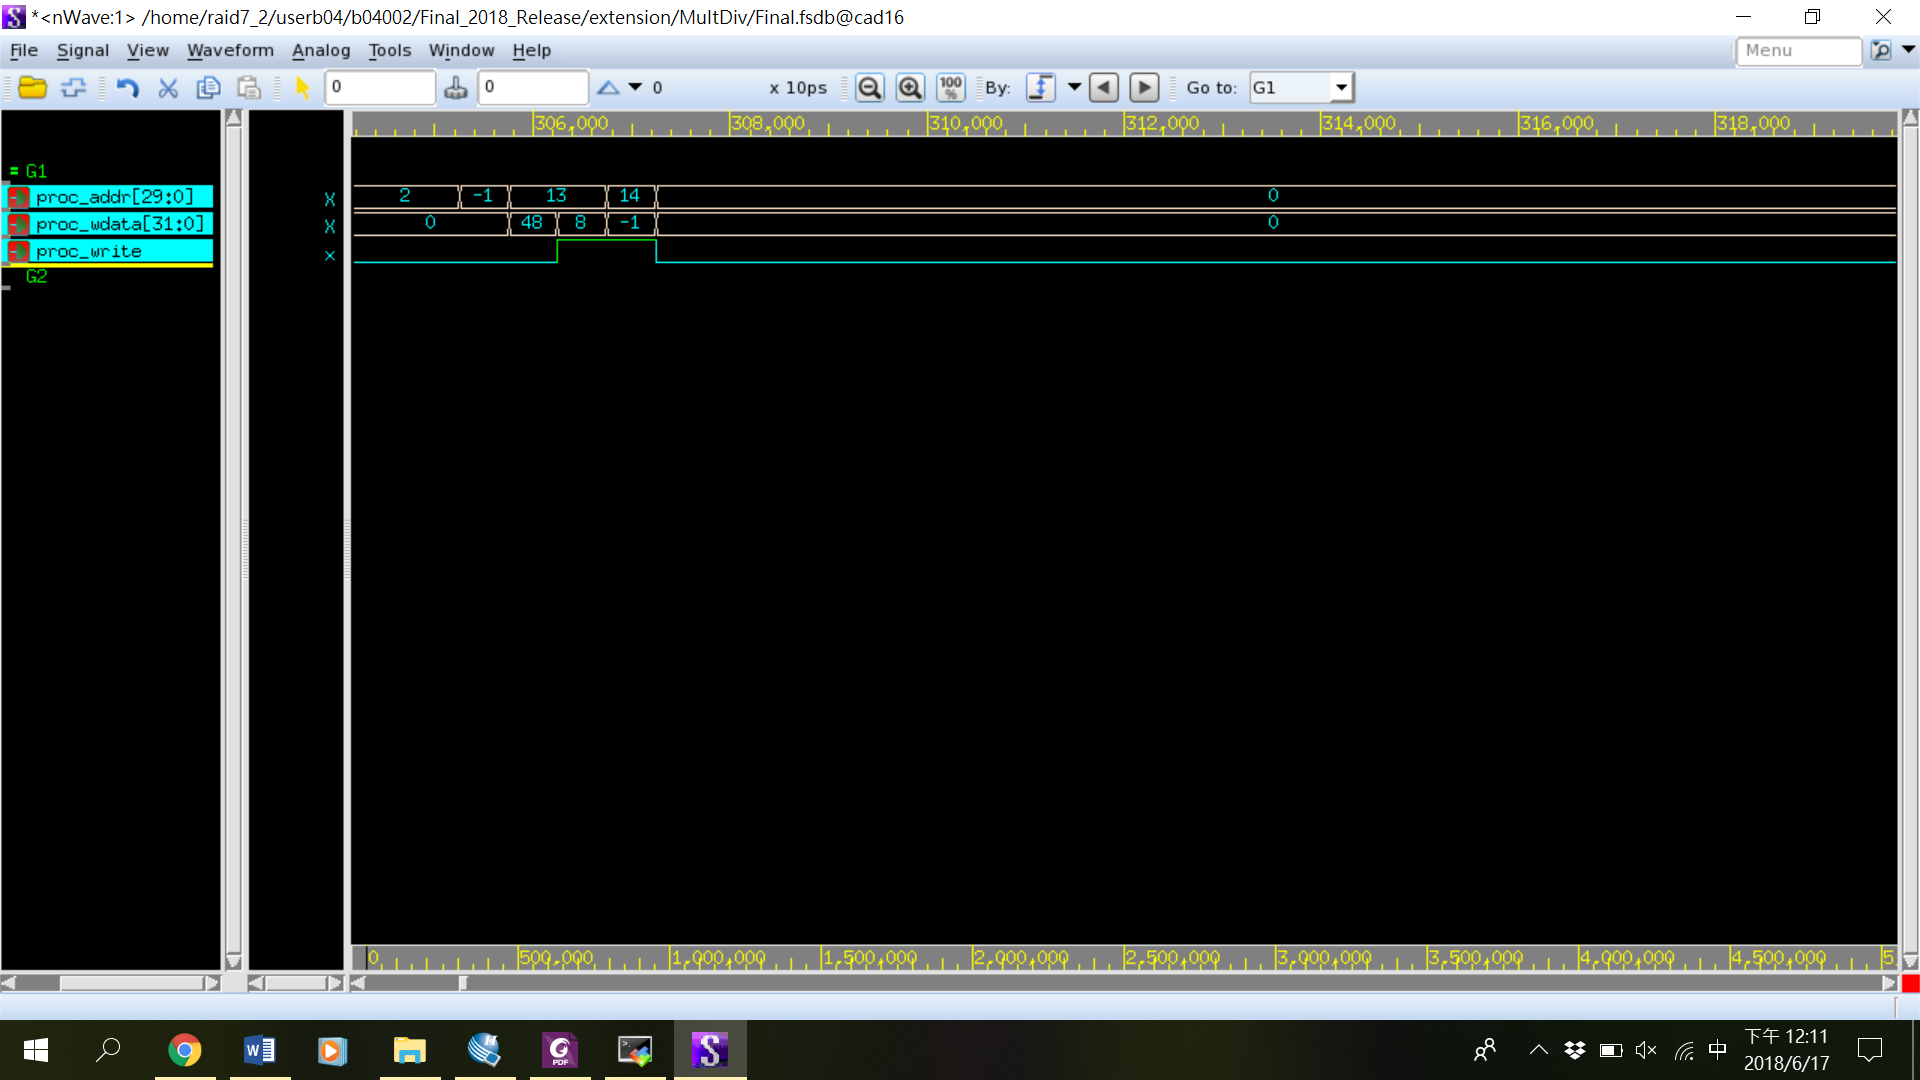 *<nWave:1> /home/raid7_2/userb04/b04002/Final_2018_Release/extension/MultDiv/Final.fsdb@cad16
File Signal View Waveform Analog Tools Window Help Menu
0 0 0 x 10ps 100 % By: Go to: G1
306,000 308,000 310,000 312,000 314,000 316,000 318,000
= G1
proc_addr[29:0] X 2 -1 13 14 0
proc_wdata[31:0] X 0 48 8 -1 0
proc_write x
G2
0 500,000 1,000,000 1,500,000 2,000,000 2,500,000 3,000,000 3,500,000 4,000,000 4,500,000 5
下午 12:11
中
2018/6/17